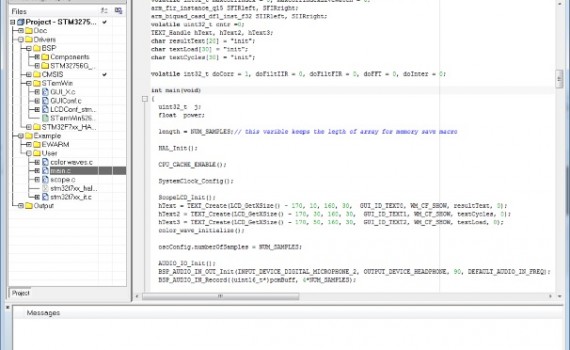 Files
Project - STM3275...
Doc
Drivers
BSP
Components
STM32756G_...
CMSIS
STemWin
GUI_X.c
GUIConf.c
LCDConf_stm...
STemWin526...
STM32F7xx_HA...
Example
EWARM
User
color waves.c
main.c
scope.c
stm32f7xx_hal...
stm32f7xx_it.c
Output
Project
arm_fir_instance_q15 SFIRleft, SFIRright;
arm_biquad_casd_df1_inst_f32 SIIRleft, SIIRright;
volatile uint32_t cntr =0;
TEXT_Handle hText, hText2, hText3;
char resultText[20] = "init";
char textLoad[30] = "init";
char textCycles[30] = "init";
volatile int32_t doCorr = 1, doFiltIIR = 0, doFiltFIR = 0, doFFT = 0, doInter = 0;
int main(void)
{
uint32_t j;
float power;
length = NUM_SAMPLES;// this varible keeps the legth of array for memory save macro
HAL_Init();
CPU_CACHE_ENABLE();
SystemClock_Config();
ScopeLCD_Init();
hText = TEXT_Create(LCD_GetXSize() - 170, 10, 160, 30, GUI_ID_TEXT0, WM_CF_SHOW, resultText, 0);
hText2 = TEXT_Create(LCD_GetXSize() - 170, 30, 160, 30, GUI_ID_TEXT1, WM_CF_SHOW, textCycles, 0);
hText3 = TEXT_Create(LCD_GetXSize() - 170, 50, 160, 30, GUI_ID_TEXT2, WM_CF_SHOW, textLoad, 0);
color_wave_initialize();
oscConfig.numberOfSamples = NUM_SAMPLES;
AUDIO_IO_Init();
BSP_AUDIO_IN_OUT_Init(INPUT_DEVICE_DIGITAL_MICROPHONE_2, OUTPUT_DEVICE_HEADPHONE, 90, DEFAULT_AUDIO_IN_FREQ);
BSP_AUDIO_IN_Record((uint16_t*)pcmBuff, 4*NUM_SAMPLES);
Messages